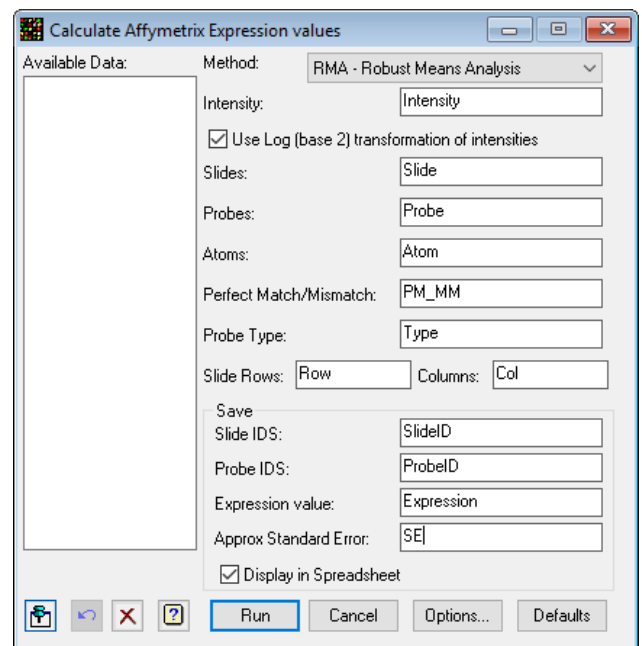 Calculate Affymetrix Expression values
Available Data:
Method: RMA - Robust Means Analysis
Intensity: Intensity
Use Log (base 2) transformation of intensities
Slides: Slide
Probes: Probe
Atoms: Atom
Perfect Match/Mismatch: PM_MM
Probe Type: Type
Slide Rows: Row Columns: Col
Save
Slide IDS: SlideID
Probe IDS: ProbeID
Expression value: Expression
Approx Standard Error: SE
Display in Spreadsheet
Run Cancel Options... Defaults